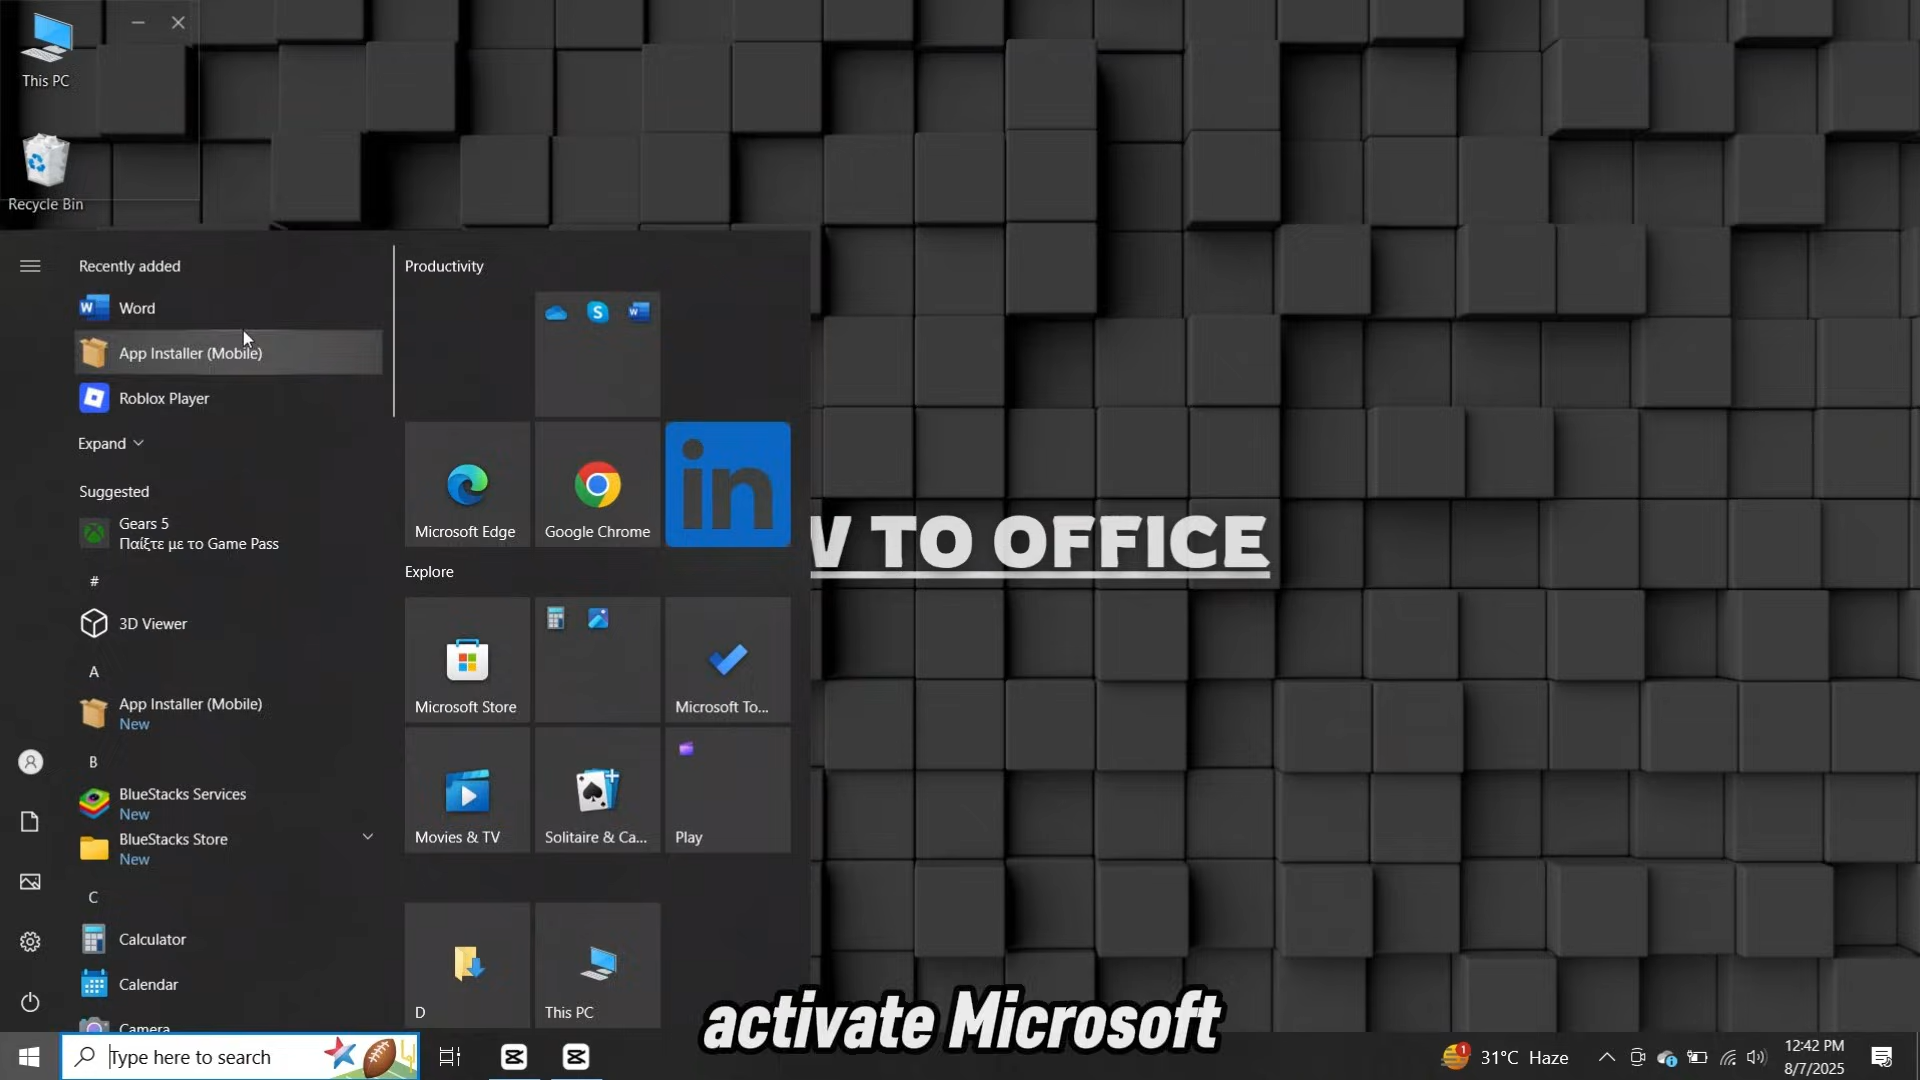 This PC
Recycle Bin
Recently added
Word
App Installer (Mobile)
Roblox Player
Expand
Suggested
Gears 5
Παίξτε με το Game Pass
#
3D Viewer
A
App Installer (Mobile)
New
B
BlueStacks Services
New
BlueStacks Store
New
C
Calculator
Calendar
Camera
Productivity
Microsoft Edge
Google Chrome
in
Explore
Microsoft Store
Microsoft To...
Movies & TV
Solitaire & Ca...
Play
D
This PC
W TO OFFICE
activate Microsoft
Type here to search
1
31°C Haze
12:42 PM
8/7/2025